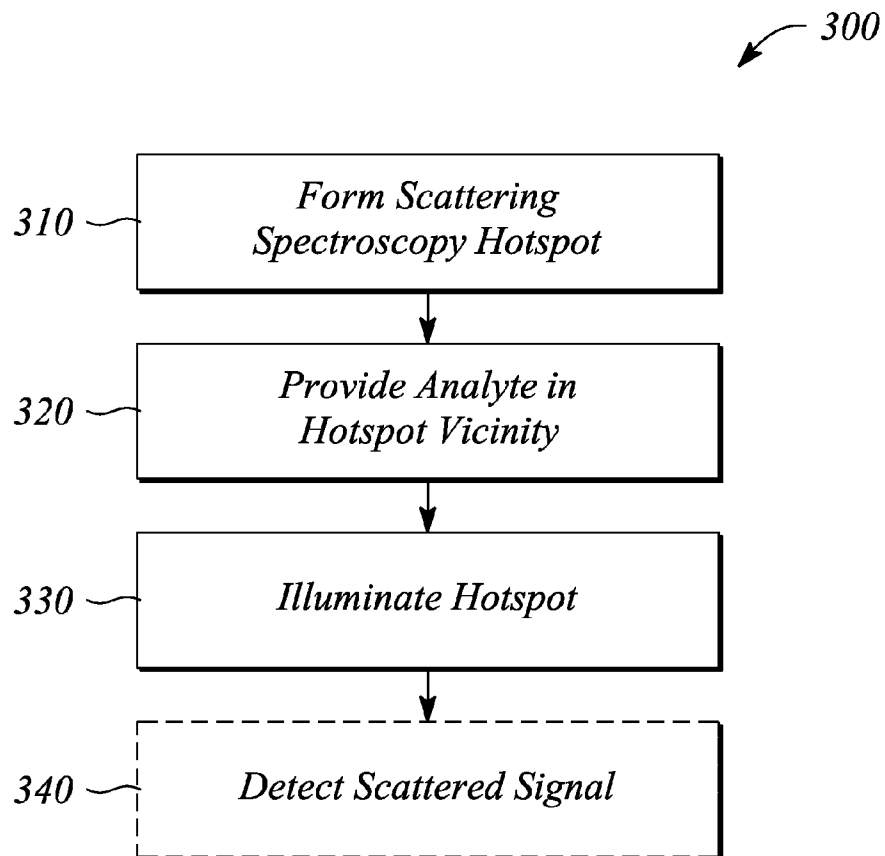 300
310
Form Scattering
Spectroscopy Hotspot
320
Provide Analyte in
Hotspot Vicinity
330
Illuminate Hotspot
340
Detect Scattered Signal